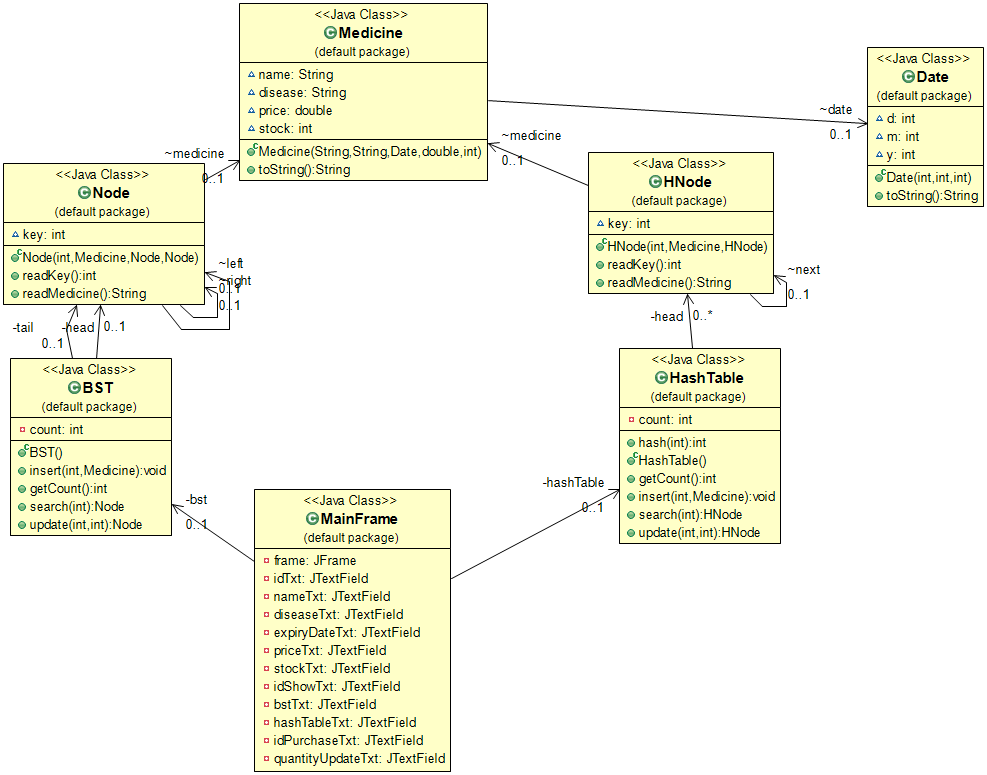 <<Java Class>>
Medicine
(default package)
name: String
disease: String
price: double
stock: int
Medicine(String,String,Date,double,int)
toString():String
<<Java Class>>
Date
(default package)
d: int
m: int
y: int
Date(int,int,int)
toString():String
~date
0..1
~medicine
0..1
~medicine
0..1
<<Java Class>>
Node
(default package)
key: int
Node(int,Medicine,Node,Node)
readKey():int
readMedicine():String
~left
0..1
~right
0..1
<<Java Class>>
HNode
(default package)
key: int
HNode(int,Medicine,HNode)
readKey():int
readMedicine():String
~next
0..1
-tail
0..1
-head
0..1
-head
0..*
<<Java Class>>
BST
(default package)
count: int
BST()
insert(int,Medicine):void
getCount():int
search(int):Node
update(int,int):Node
<<Java Class>>
HashTable
(default package)
count: int
hash(int):int
HashTable()
getCount():int
insert(int,Medicine):void
search(int):HNode
update(int,int):HNode
-bst
0..1
-hashTable
0..1
<<Java Class>>
MainFrame
(default package)
frame: JFrame
idTxt: JTextField
nameTxt: JTextField
diseaseTxt: JTextField
expiryDateTxt: JTextField
priceTxt: JTextField
stockTxt: JTextField
idShowTxt: JTextField
bstTxt: JTextField
hashTableTxt: JTextField
idPurchaseTxt: JTextField
quantityUpdateTxt: JTextField